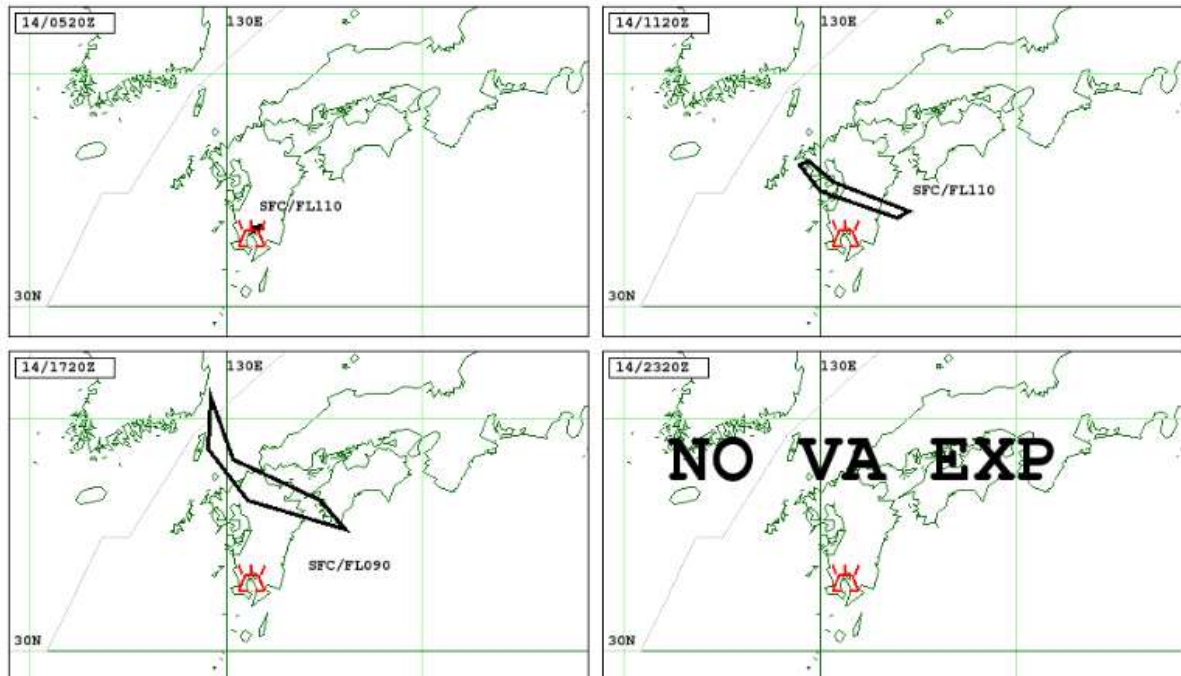 14/0520Z
130E
SFC/FL110
30N
14/1120Z
130E
SFC/FL110
30N
14/1720Z
130E
SFC/FL090
30N
14/2320Z
130E
NO VA EXP
30N